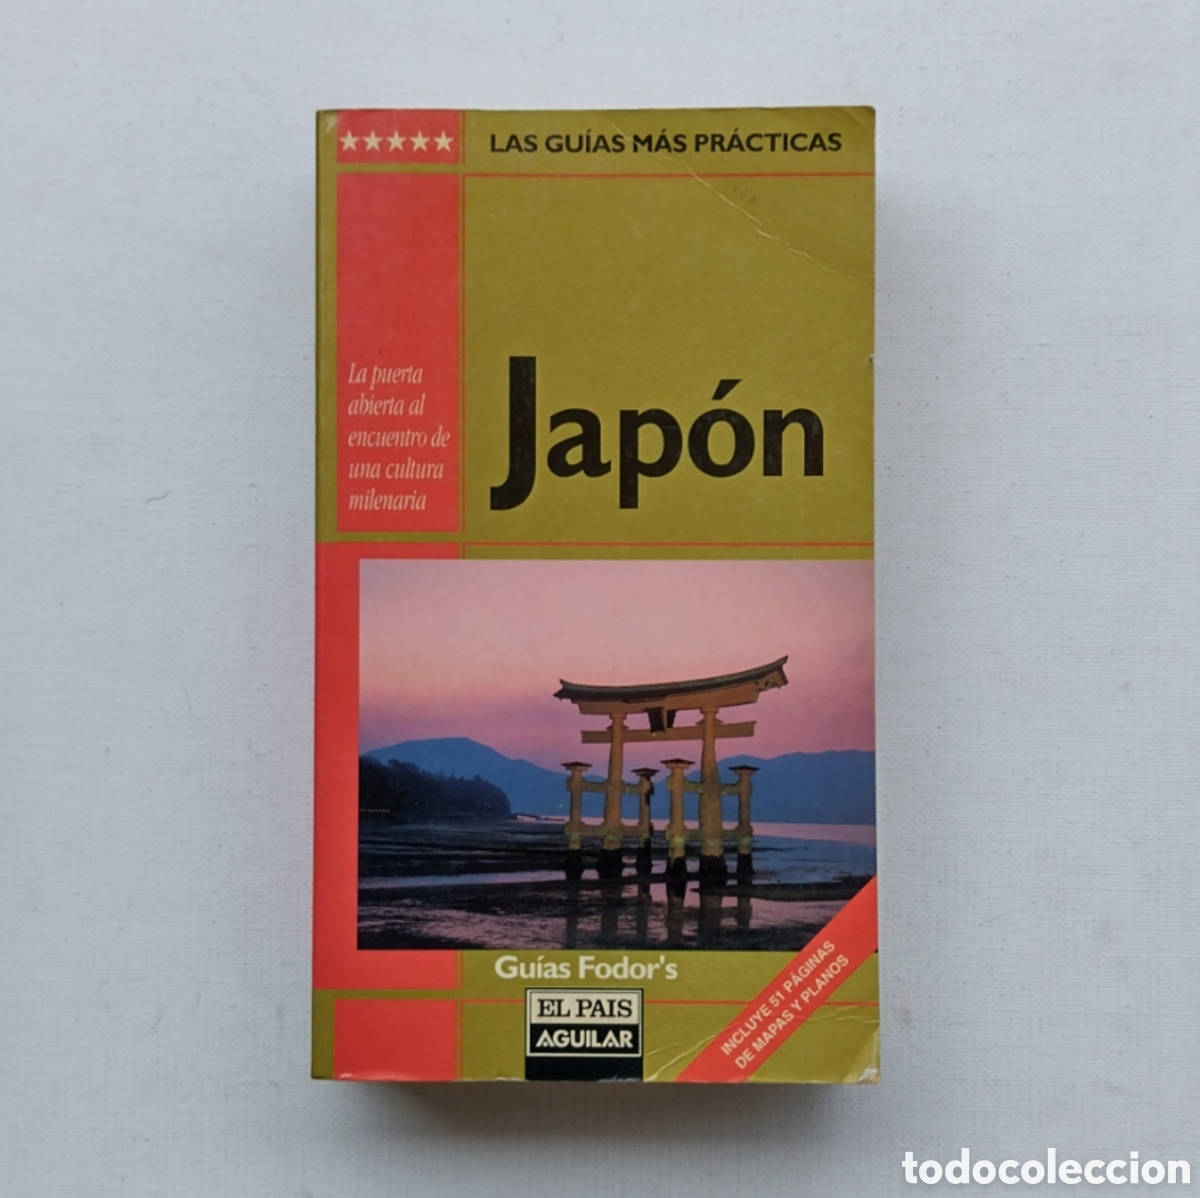 ★★★★★ LAS GUÍAS MÁS PRÁCTICAS
La puerta
abierta al
encuentro de
una cultura
milenaria
Japón
Guías Fodor's
EL PAIS
AGUILAR
INCLUYE 51 PÁGINAS
DE MAPAS Y PLANOS
todocoleccion